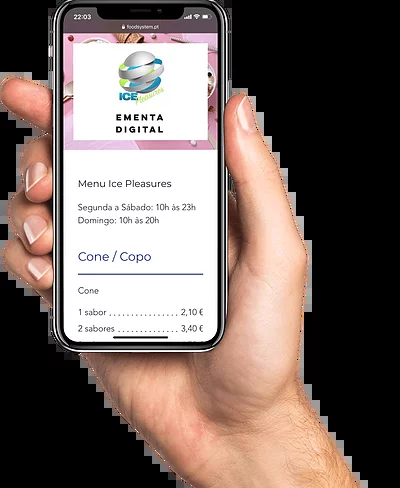 22:03
foodsystem.pt
ICE
Pleasures
EMENTA
DIGITAL
Menu Ice Pleasures
Segunda a Sábado: 10h às 23h
Domingo: 10h às 20h
Cone / Copo
Cone
1 sabor . . . . . . . . . . . . . . 2,10 €
2 sabores . . . . . . . . . . . . . 3,40 €